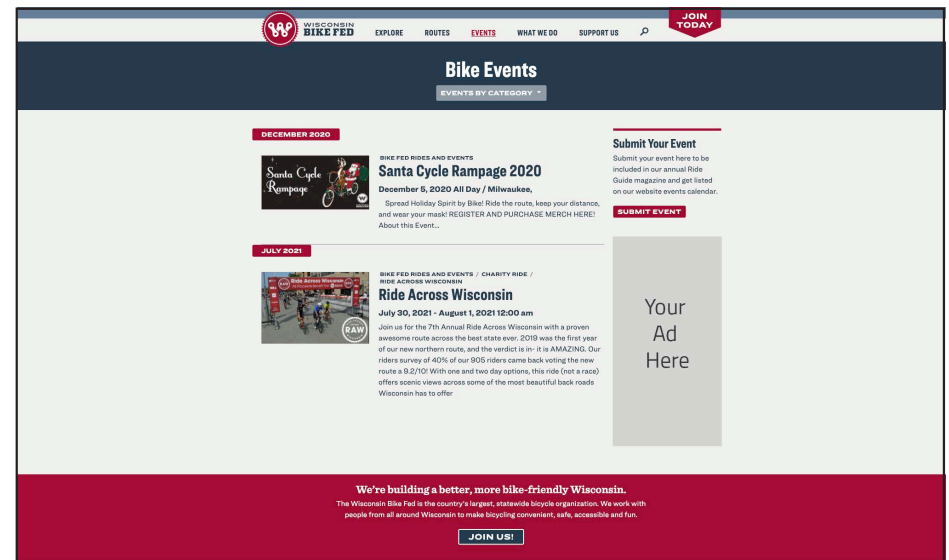 WISCONSIN
BIKE FED
EXPLORE
ROUTES
EVENTS
WHAT WE DO
SUPPORT US
JOIN
TODAY
Bike Events
EVENTS BY CATEGORY
DECEMBER 2020
Santa Cycle
Rampage
BIKE FED RIDES AND EVENTS
Santa Cycle Rampage 2020
December 5, 2020 All Day / Milwaukee,
Spread Holiday Spirit by Bike! Ride the route, keep your distance,
and wear your mask! REGISTER AND PURCHASE MERCH HERE!
About this Event...
JULY 2021
Ride Across Wisconsin
RAW
BIKE FED RIDES AND EVENTS / CHARITY RIDE /
RIDE ACROSS WISCONSIN
Ride Across Wisconsin
July 30, 2021 - August 1, 2021 12:00 am
Join us for the 7th Annual Ride Across Wisconsin with a proven
awesome route across the best state ever. 2019 was the first year
of our new northern route, and the verdict is in- it is AMAZING. Our
riders survey of 40% of our 905 riders came back voting the new
route a 9.2/10! With one and two day options, this ride (not a race)
offers scenic views across some of the most beautiful back roads
Wisconsin has to offer
Submit Your Event
Submit your event here to be
included in our annual Ride
Guide magazine and get listed
on our website events calendar.
SUBMIT EVENT
Your
Ad
Here
We're building a better, more bike-friendly Wisconsin.
The Wisconsin Bike Fed is the country's largest, statewide bicycle organization. We work with
people from all around Wisconsin to make bicycling convenient, safe, accessible and fun.
JOIN US!